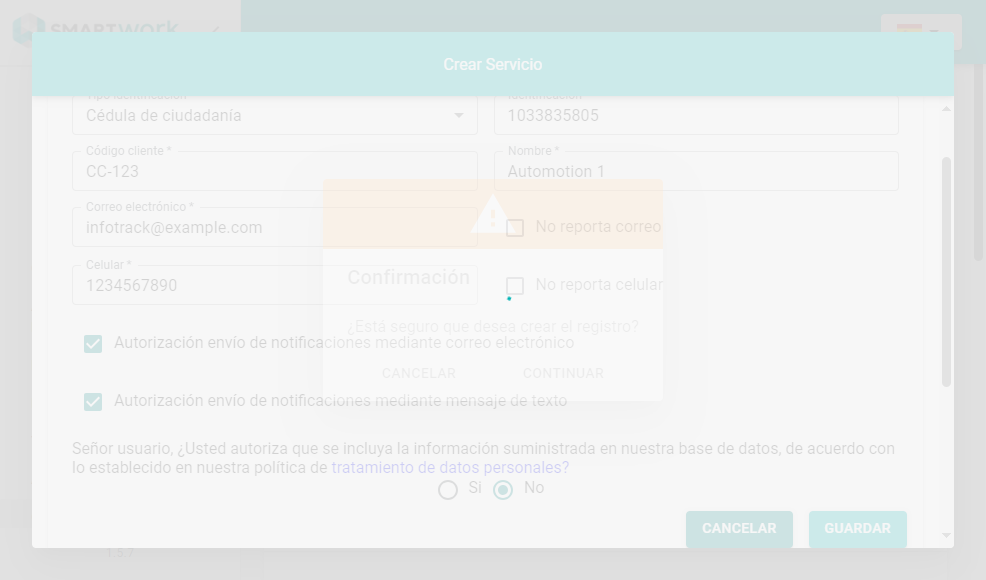 SMARTWORK
Crear Servicio
Tipo identificación *
Identificación *
Cédula de ciudadanía
1033835805
Código cliente *
Nombre *
CC-123
Automotion 1
Correo electrónico *
infotrack@example.com
No reporta correo
Celular *
Confirmación
1234567890
No reporta celular
¿Está seguro que desea crear el registro?
Autorización envío de notificaciones mediante correo electrónico
CANCELAR
CONTINUAR
Autorización envío de notificaciones mediante mensaje de texto
Señor usuario, ¿Usted autoriza que se incluya la información suministrada en nuestra base de datos, de acuerdo con
lo establecido en nuestra política de tratamiento de datos personales?
Si
No
CANCELAR
GUARDAR
1.5.7